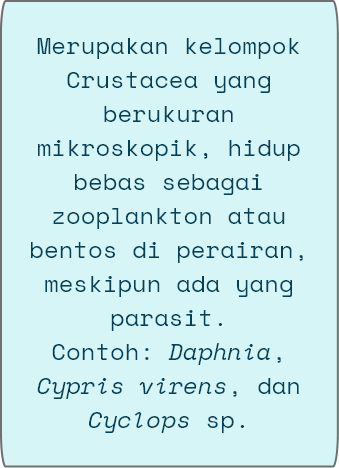 Merupakan kelompok
Crustacea yang
berukuran
mikroskopik, hidup
bebas sebagai
zooplankton atau
bentos di perairan,
meskipun ada yang
parasit.
Contoh: Daphnia,
Cypris virens, dan
Cyclops sp.